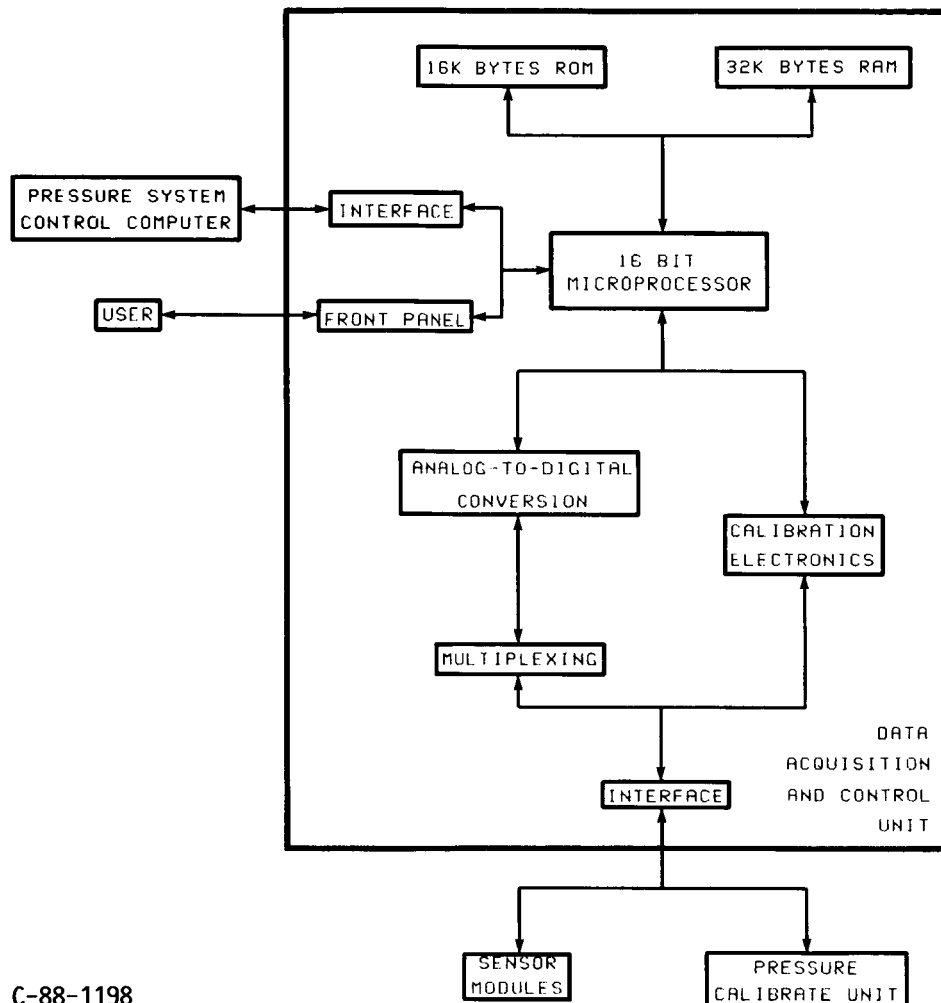 16K BYTES ROM
32K BYTES RAM
PRESSURE SYSTEM
CONTROL COMPUTER
INTERFACE
16 BIT
MICROPROCESSOR
USER
FRONT PANEL
ANALOG-TO-DIGITAL
CONVERSION
CALIBRATION
ELECTRONICS
MULTIPLEXING
DATA
ACQUISITION
AND CONTROL
UNIT
INTERFACE
SENSOR
MODULES
PRESSURE
CALIBRATE UNIT
C-88-1198